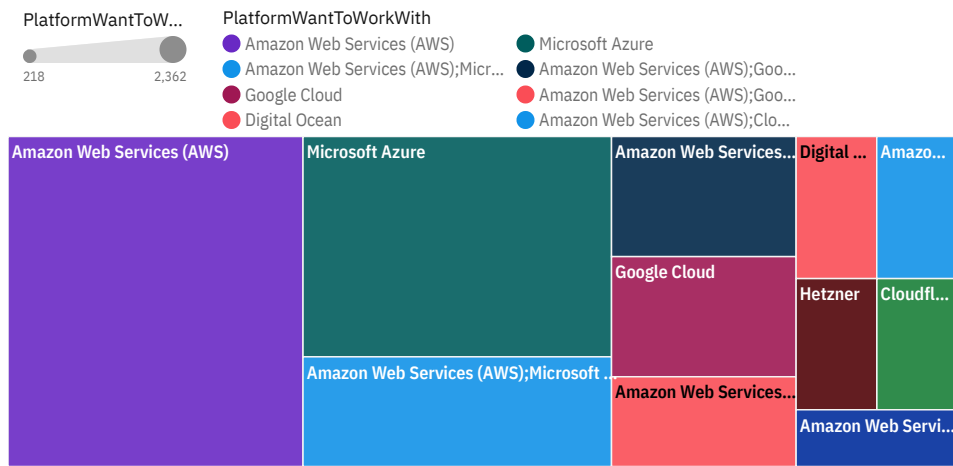 PlatformWantToW...
218
2,362
PlatformWantToWorkWith
Amazon Web Services (AWS)
Microsoft Azure
Amazon Web Services (AWS);Micr...
Amazon Web Services (AWS);Goo...
Google Cloud
Amazon Web Services (AWS);Goo...
Digital Ocean
Amazon Web Services (AWS);Clo...
Amazon Web Services (AWS)
Microsoft Azure
Amazon Web Services...
Digital ...
Amazo...
Google Cloud
Hetzner
Cloudfl...
Amazon Web Services (AWS);Microsoft ...
Amazon Web Services...
Amazon Web Servi...